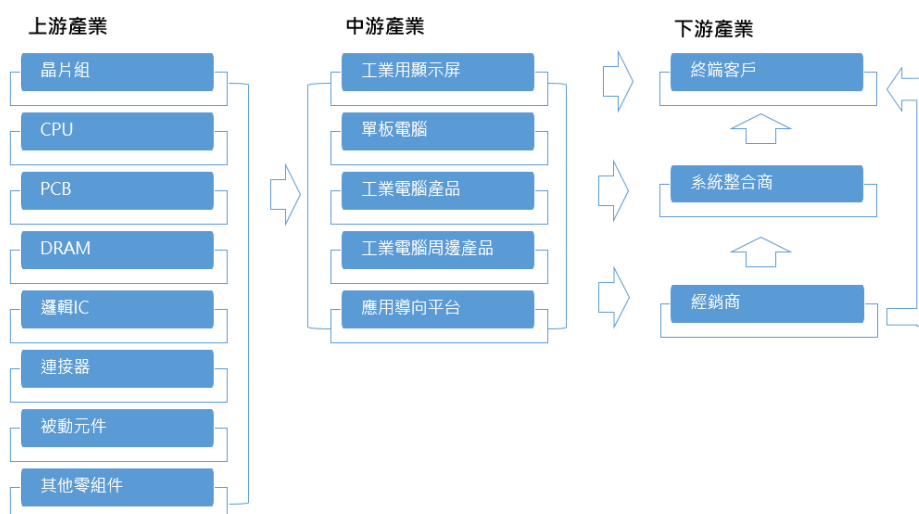 上游產業
晶片組
CPU
PCB
DRAM
邏輯IC
連接器
被動元件
其他零組件
中游產業
工業用顯示屏
單板電腦
工業電腦產品
工業電腦周邊產品
應用導向平台
下游產業
終端客戶
系統整合商
經銷商